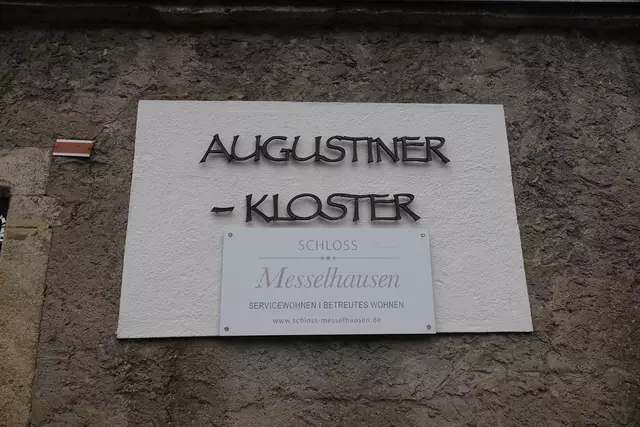 AUGUSTINER
- KLOSTER
SCHLOSS
Messelhausen
SERVICEWOHNEN I BETREUTES WOHNEN
www.schloss-messelhausen.de